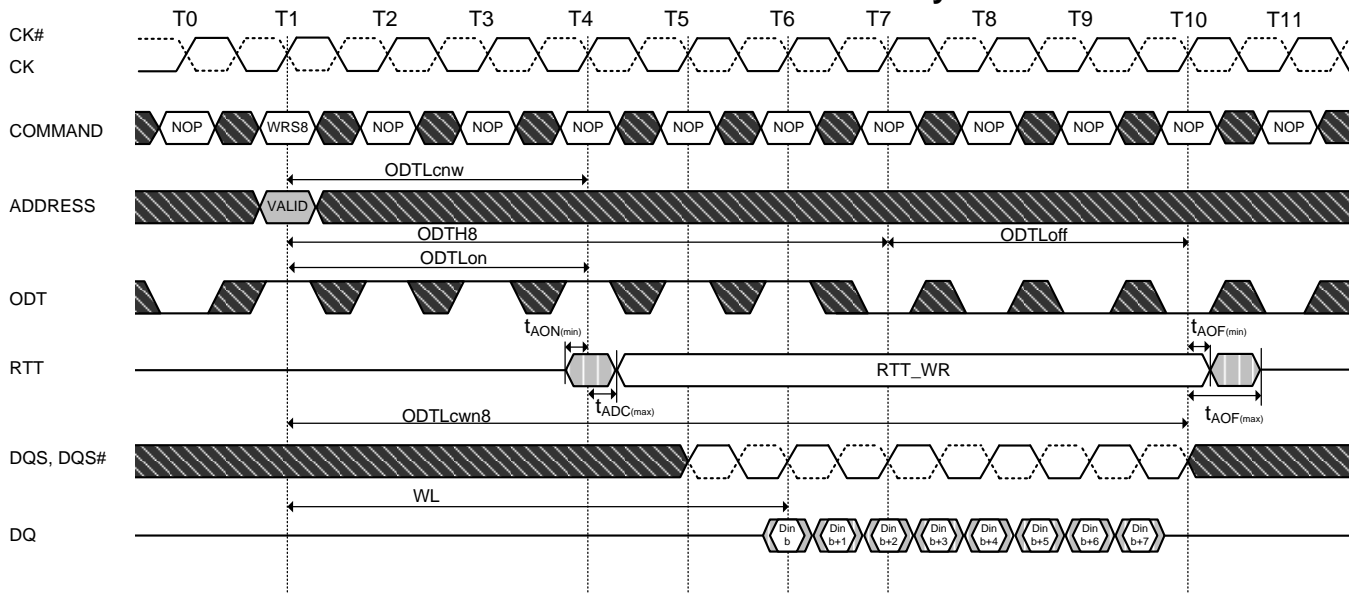 T0 T1 T2 T3 T4 T5 T6 T7 T8 T9 T10 T11
CK#
CK
COMMAND NOP WRS8 NOP NOP NOP NOP NOP NOP NOP NOP NOP NOP
ODTLcnw
ADDRESS VALID
ODTH8 ODTLoff
ODTLon
ODT
tAON(min) tAOF(min)
RTT RTT_WR
tADC(max) tAOF(max)
ODTLcwn8
DQS, DQS#
WL
DQ Din b Din b+1 Din b+2 Din b+3 Din b+4 Din b+5 Din b+6 Din b+7